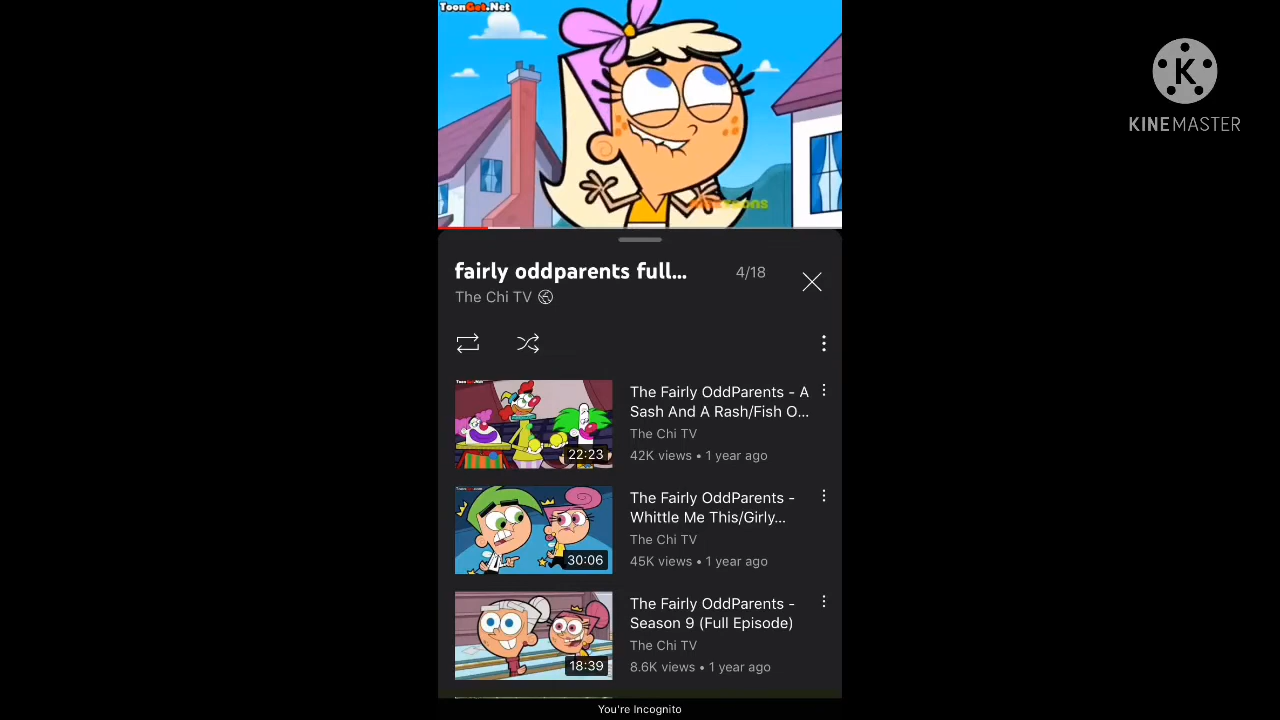 ToonGet.Net
KINEMASTER
fairly oddparents full...
4/18
The Chi TV
The Fairly OddParents - A
Sash And A Rash/Fish O...
The Chi TV
42K views • 1 year ago
22:23
The Fairly OddParents -
Whittle Me This/Girly...
The Chi TV
45K views • 1 year ago
30:06
The Fairly OddParents -
Season 9 (Full Episode)
The Chi TV
8.6K views • 1 year ago
18:39
You're Incognito